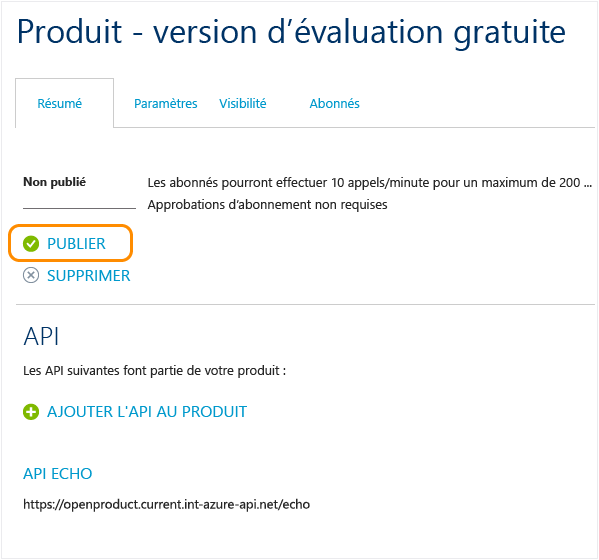 Produit - version d’évaluation gratuite
Résumé Paramètres Visibilité Abonnés
Non publié Les abonnés pourront effectuer 10 appels/minute pour un maximum de 200 ...
Approbations d’abonnement non requises
PUBLIER
SUPPRIMER
API
Les API suivantes font partie de votre produit :
AJOUTER L'API AU PRODUIT
API ECHO
https://openproduct.current.int-azure-api.net/echo